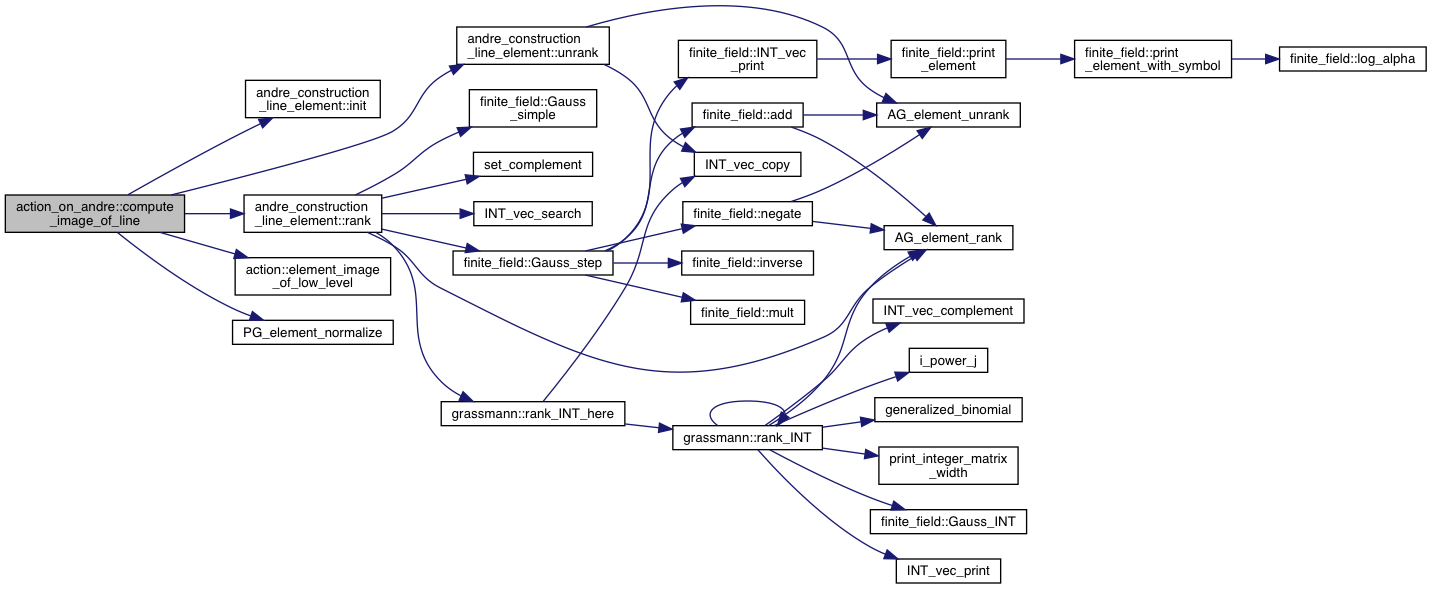 action_on_andre::compute
_image_of_line
andre_construction
_line_element::init
andre_construction
_line_element::unrank
andre_construction
_line_element::rank
action::element_image
_of_low_level
PG_element_normalize
finite_field::Gauss
_simple
set_complement
INT_vec_search
finite_field::Gauss_step
grassmann::rank_INT_here
finite_field::INT_vec
_print
finite_field::add
INT_vec_copy
finite_field::negate
finite_field::inverse
finite_field::mult
grassmann::rank_INT
finite_field::print
_element
AG_element_unrank
AG_element_rank
INT_vec_complement
i_power_j
generalized_binomial
print_integer_matrix
_width
finite_field::Gauss_INT
INT_vec_print
finite_field::print
_element_with_symbol
finite_field::log_alpha